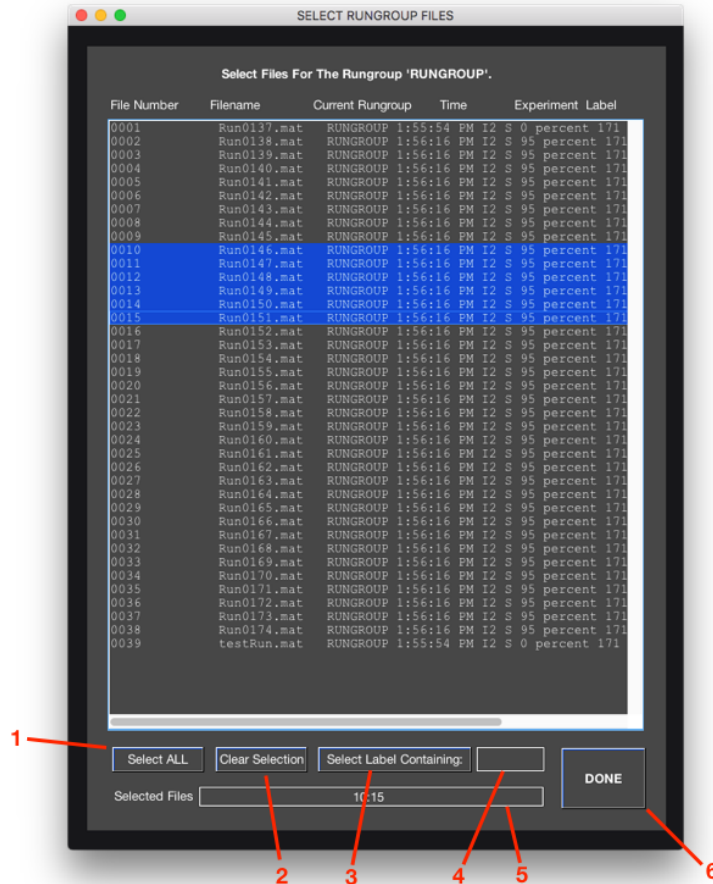 SELECT RUNGROUP FILES
Select Files For The Rungroup 'RUNGROUP'.
File Number Filename Current Rungroup Time Experiment Label
0001 Run0137.mat RUNGROUP 1:55:54 PM I2 S 0 percent 171
0002 Run0138.mat RUNGROUP 1:56:16 PM I2 S 95 percent 171
0003 Run0139.mat RUNGROUP 1:56:16 PM I2 S 95 percent 171
0004 Run0140.mat RUNGROUP 1:56:16 PM I2 S 95 percent 171
0005 Run0141.mat RUNGROUP 1:56:16 PM I2 S 95 percent 171
0006 Run0142.mat RUNGROUP 1:56:16 PM I2 S 95 percent 171
0007 Run0143.mat RUNGROUP 1:56:16 PM I2 S 95 percent 171
0008 Run0144.mat RUNGROUP 1:56:16 PM I2 S 95 percent 171
0009 Run0145.mat RUNGROUP 1:56:16 PM I2 S 95 percent 171
0010 Run0146.mat RUNGROUP 1:56:16 PM I2 S 95 percent 171
0011 Run0147.mat RUNGROUP 1:56:16 PM I2 S 95 percent 171
0012 Run0148.mat RUNGROUP 1:56:16 PM I2 S 95 percent 171
0013 Run0149.mat RUNGROUP 1:56:16 PM I2 S 95 percent 171
0014 Run0150.mat RUNGROUP 1:56:16 PM I2 S 95 percent 171
0015 Run0151.mat RUNGROUP 1:56:16 PM I2 S 95 percent 171
0016 Run0152.mat RUNGROUP 1:56:16 PM I2 S 95 percent 171
0017 Run0153.mat RUNGROUP 1:56:16 PM I2 S 95 percent 171
0018 Run0154.mat RUNGROUP 1:56:16 PM I2 S 95 percent 171
0019 Run0155.mat RUNGROUP 1:56:16 PM I2 S 95 percent 171
0020 Run0156.mat RUNGROUP 1:56:16 PM I2 S 95 percent 171
0021 Run0157.mat RUNGROUP 1:56:16 PM I2 S 95 percent 171
0022 Run0158.mat RUNGROUP 1:56:16 PM I2 S 95 percent 171
0023 Run0159.mat RUNGROUP 1:56:16 PM I2 S 95 percent 171
0024 Run0160.mat RUNGROUP 1:56:16 PM I2 S 95 percent 171
0025 Run0161.mat RUNGROUP 1:56:16 PM I2 S 95 percent 171
0026 Run0162.mat RUNGROUP 1:56:16 PM I2 S 95 percent 171
0027 Run0163.mat RUNGROUP 1:56:16 PM I2 S 95 percent 171
0028 Run0164.mat RUNGROUP 1:56:16 PM I2 S 95 percent 171
0029 Run0165.mat RUNGROUP 1:56:16 PM I2 S 95 percent 171
0030 Run0166.mat RUNGROUP 1:56:16 PM I2 S 95 percent 171
0031 Run0167.mat RUNGROUP 1:56:16 PM I2 S 95 percent 171
0032 Run0168.mat RUNGROUP 1:56:16 PM I2 S 95 percent 171
0033 Run0169.mat RUNGROUP 1:56:16 PM I2 S 95 percent 171
0034 Run0170.mat RUNGROUP 1:56:16 PM I2 S 95 percent 171
0035 Run0171.mat RUNGROUP 1:56:16 PM I2 S 95 percent 171
0036 Run0172.mat RUNGROUP 1:56:16 PM I2 S 95 percent 171
0037 Run0173.mat RUNGROUP 1:56:16 PM I2 S 95 percent 171
0038 Run0174.mat RUNGROUP 1:56:16 PM I2 S 95 percent 171
0039 testRun.mat RUNGROUP 1:55:54 PM I2 S 0 percent 171
1
Select ALL Clear Selection Select Label Containing: DONE
Selected Files 10:15
2 3 4 5 6